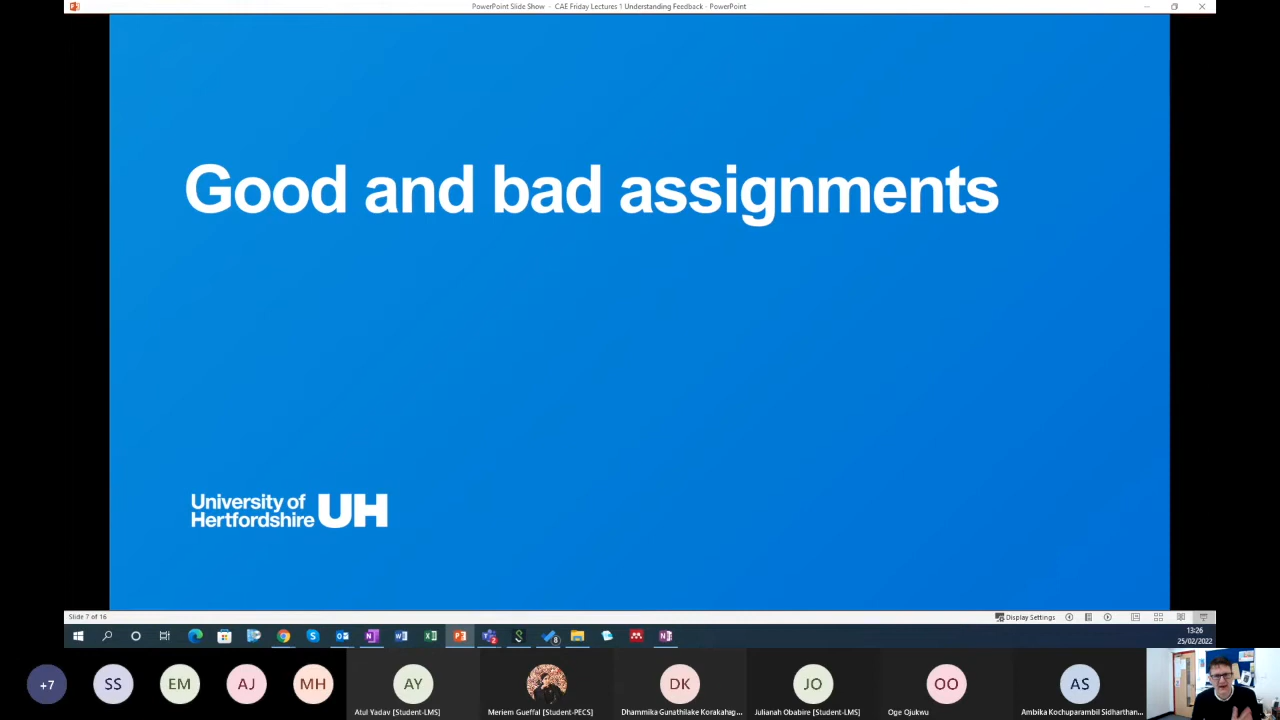 PowerPoint Slide Show - CAE Friday Lectures 1 Understanding Feedback - PowerPoint
Good and bad assignments
University of
Hertfordshire UH
Slide 7 of 16
Display Settings
13:26
25/02/2022
+7
SS
EM
AJ
MH
AY
DK
JO
OO
AS
Atul Yadav [Student-LMS]
Meriem Gueffal [Student-PECS]
Dhammika Gunathilake Korakahag...
Julianah Obabire [Student-LMS]
Oge Ojukwu
Ambika Kochuparambil Sidharthan...